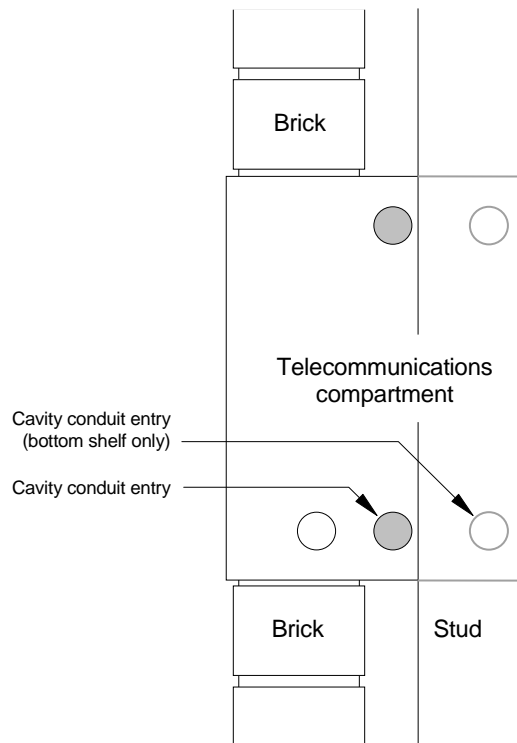 Brick
Telecommunications
compartment
Cavity conduit entry
(bottom shelf only)
Cavity conduit entry
Brick
Stud